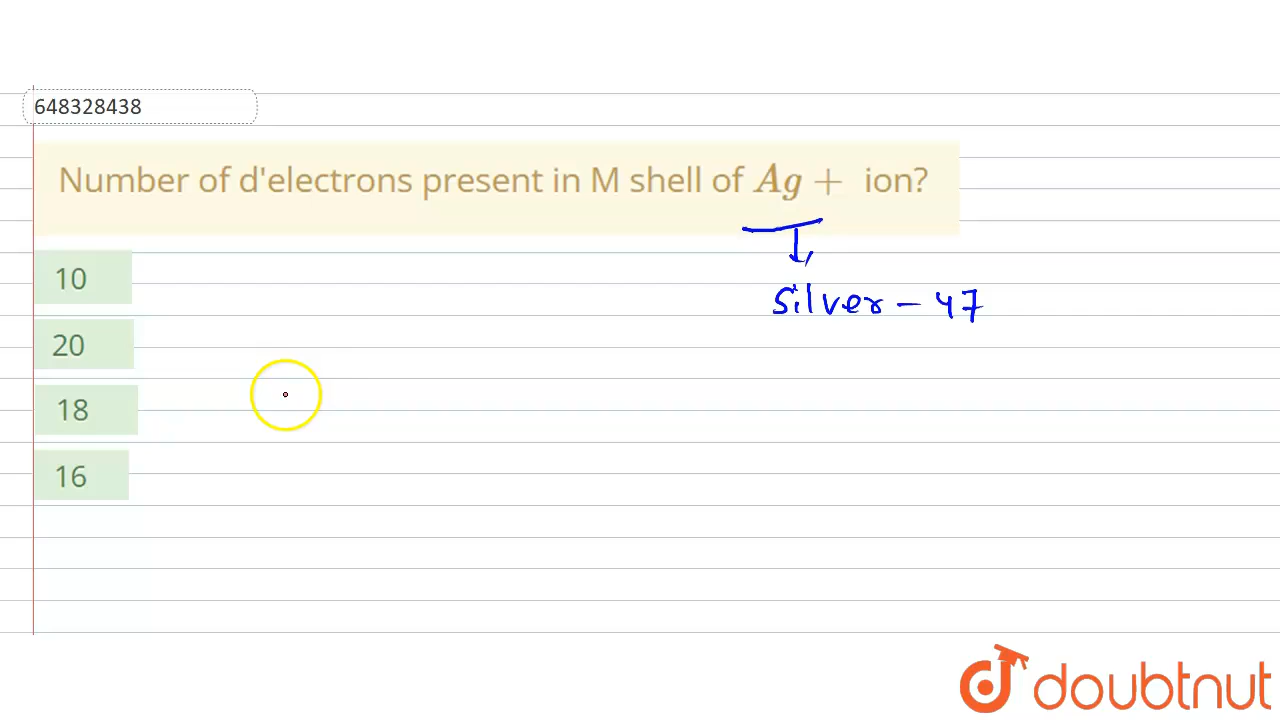 648328438
Number of d'electrons present in M shell of Ag + ion?
10
silver - 47
20
18
16
doubtnut